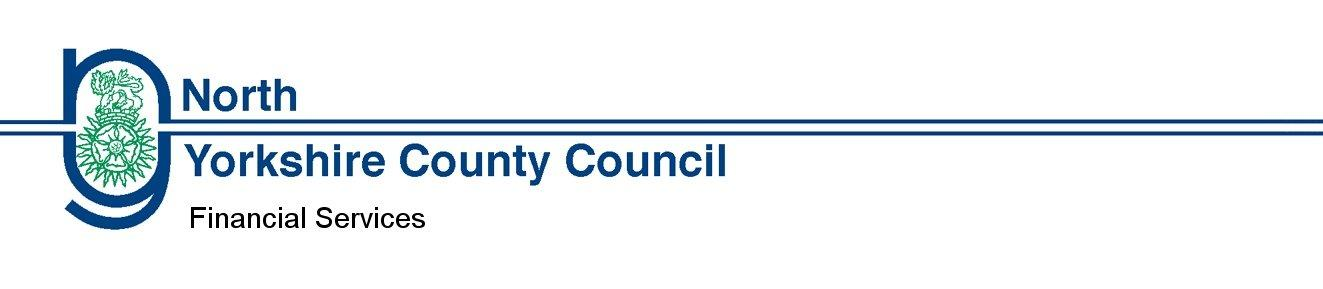 North
Yorkshire County Council
Financial Services